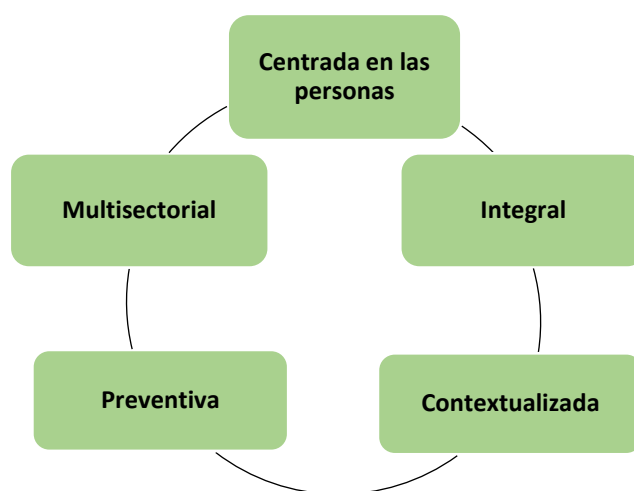 Centrada en las
personas
Multisectorial
Integral
Preventiva
Contextualizada